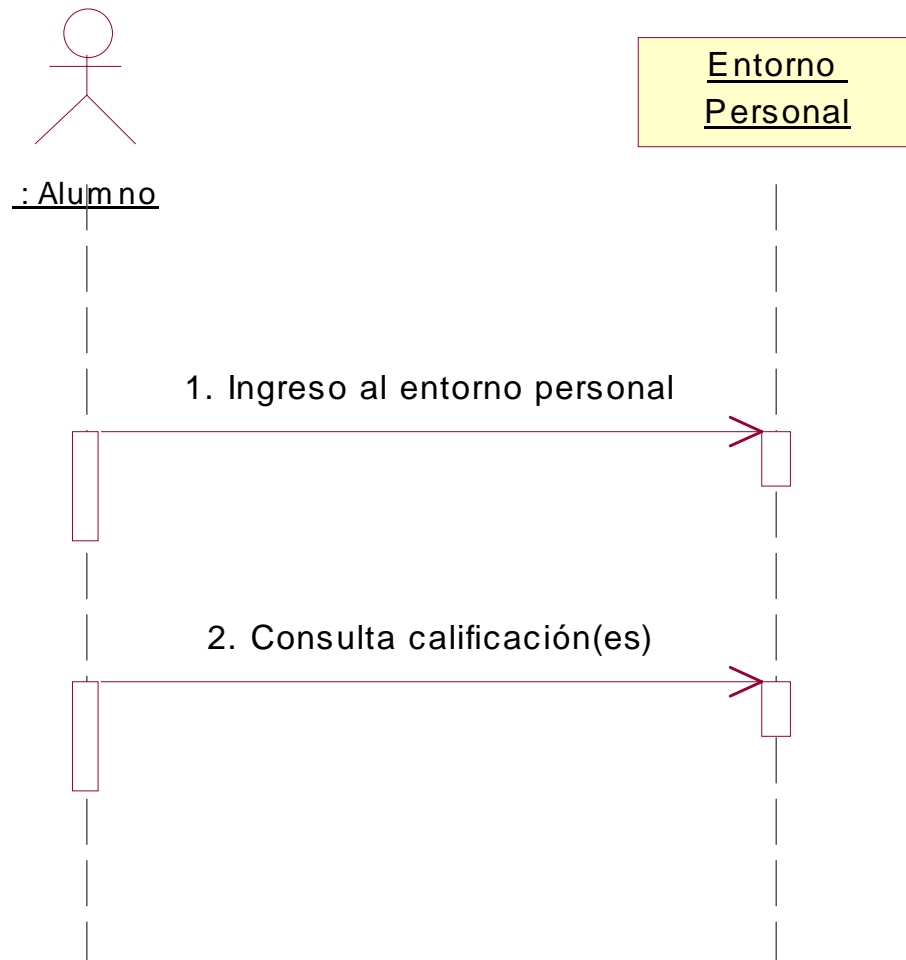 Entorno
Personal
: Alumno
1. Ingreso al entorno personal
2. Consulta calificación(es)